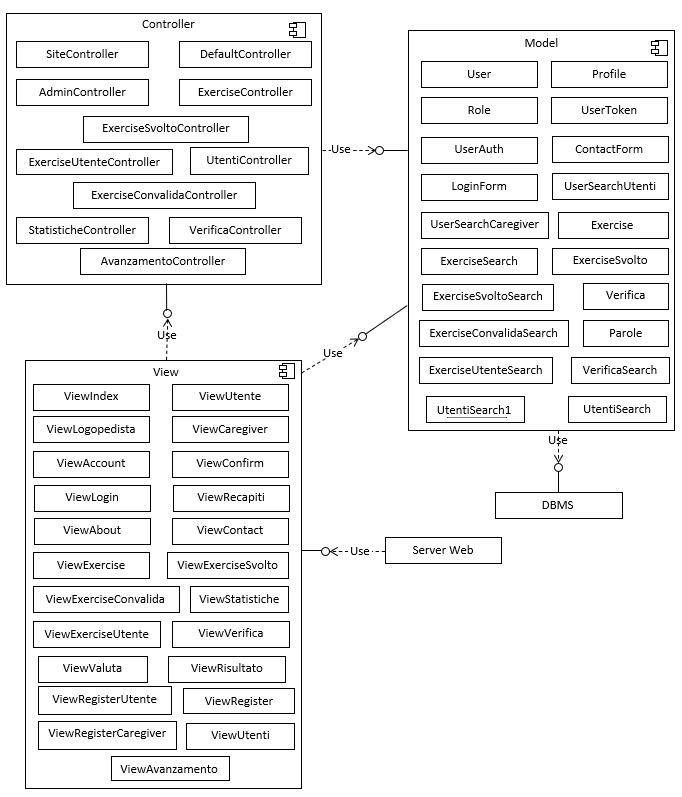 Controller
SiteController
DefaultController
AdminController
ExerciseController
ExerciseSvoltoController
ExerciseUtenteController
UtentiController
ExerciseConvalidaController
StatisticheController
VerificaController
AvanzamentoController
Use
Model
User
Profile
Role
UserToken
UserAuth
ContactForm
LoginForm
UserSearchUtenti
UserSearchCaregiver
Exercise
ExerciseSearch
ExerciseSvolto
ExerciseSvoltoSearch
Verifica
ExerciseConvalidaSearch
Parole
ExerciseUtenteSearch
VerificaSearch
UtentiSearch1
UtentiSearch
Use
Use
Use
DBMS
View
ViewIndex
ViewUtente
ViewLogopedista
ViewCaregiver
ViewAccount
ViewConfirm
ViewLogin
ViewRecapiti
ViewAbout
ViewContact
ViewExercise
ViewExerciseSvolto
ViewExerciseConvalida
ViewStatistiche
ViewExerciseUtente
ViewVerifica
ViewValuta
ViewRisultato
ViewRegisterUtente
ViewRegister
ViewRegisterCaregiver
ViewUtenti
ViewAvanzamento
Use
Server Web